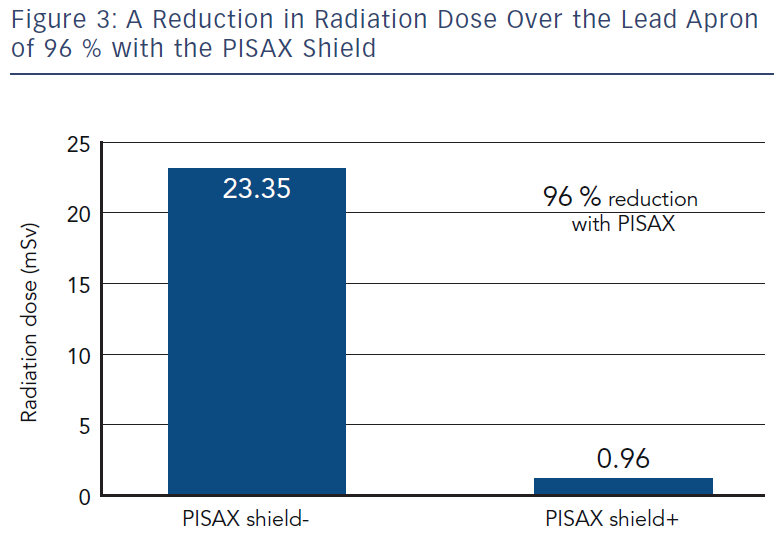 Figure 3: A Reduction in Radiation Dose Over the Lead Apron
of 96 % with the PISAX Shield
Radiation dose (mSv)
25
20
15
10
5
0
23.35
96 % reduction
with PISAX
0.96
PISAX shield-
PISAX shield+